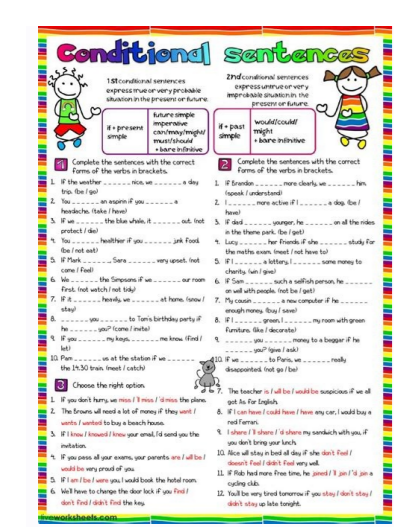 Conditional sentences
1st conditional sentences
express true or very probable
situation in the present or future.
if + present
simple
future simple
imperative
can/may/might/
must/should
+ bare infinitive
2nd conditional sentences
express untrue or very
improbable situation in the
present or future.
if + past
simple
would/could/
might
+ bare infinitive
1 Complete the sentences with the correct
forms of the verbs in brackets.
1. If the weather _______ nice, we _______ a day
trip. (be / go)
2. You _______ an aspirin if you _______ a
headache. (take / have)
3. If we _______ the blue whale, it _______ out. (not
protect / die)
4. You _______ healthier if you _______ junk food.
(be / not eat)
5. If Mark _______, Sara _______ very upset. (not
come / feel)
6. We _______ the Simpsons if we _______ our room
first. (not watch / not tidy)
7. If it _______ heavily, we _______ at home. (snow /
stay)
8. _______ you _______ to Tom's birthday party if
he _______ you? (come / invite)
9. If you _______ my keys, _______ me know. (find /
let)
10. Pam _______ us at the station if we _______
the 14:30 train. (meet / catch)
2 Complete the sentences with the correct
forms of the verbs in brackets.
1. If Brandon _______ more clearly, we _______ him.
(speak / understand)
2. I _______ more active if I _______ a dog. (be /
have)
3. If dad _______ younger, he _______ on all the rides
in the theme park. (be / get)
4. Lucy _______ her friends if she _______ study for
the maths exam. (meet / not have to)
5. If I _______ a lottery, I _______ some money to
charity. (win / give)
6. If Sam _______ such a selfish person, he _______
on well with people. (not be / get)
7. My cousin _______ a new computer if he _______
enough money. (buy / save)
8. If I _______ green, I _______ my room with green
furniture. (like / decorate)
9. _______ you _______ money to a beggar if he
_______ you? (give / ask)
10. If we _______ to Paris, we _______ really
disappointed. (not go / be)
3 Choose the right option.
1. If you don't hurry, we miss / 'll miss / 'd miss the plane.
2. The Browns will need a lot of money if they want /
wants / wanted to buy a beach house.
3. If I know / knowed / knew your email, I'd send you the
invitation.
4. If you pass all your exams, your parents are / will be /
would be very proud of you.
5. If I am / be / were you, I would book the hotel room.
6. We'll have to change the door lock if you find /
don't find / didn't find the key.
7. The teacher is / will be / would be suspicious if we all
got As for English.
8. If I can have / could have / have any car, I would buy a
red Ferrari.
9. I share / 'll share / 'd share my sandwich with you, if
you don't bring your lunch.
10. Alice will stay in bed all day if she don't feel /
doesn't feel / didn't feel very well.
11. If Rob had more free time, he joined / 'll join / 'd join a
cycling club.
12. You'll be very tired tomorrow if you stay / don't stay /
didn't stay up late tonight.
liveworksheets.com